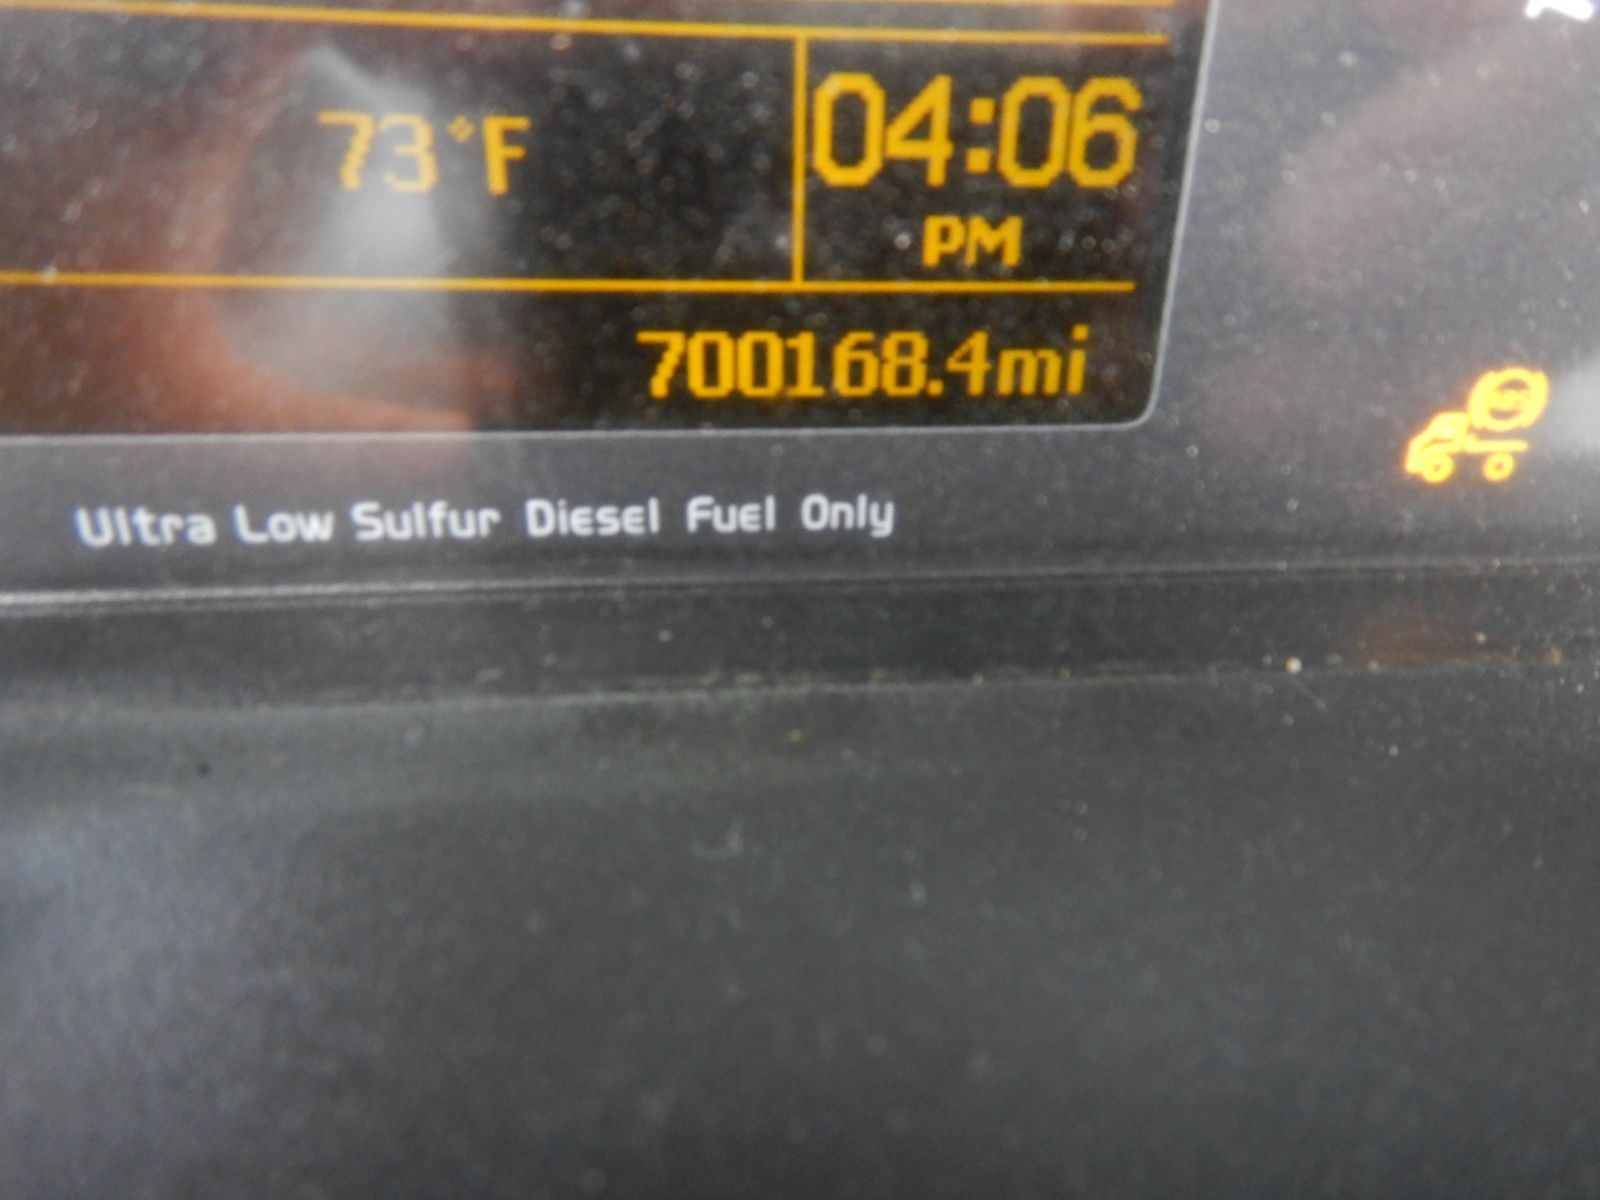 73°F
04:06
PM
700168.4mi
Ultra Low Sulfur Diesel Fuel Only